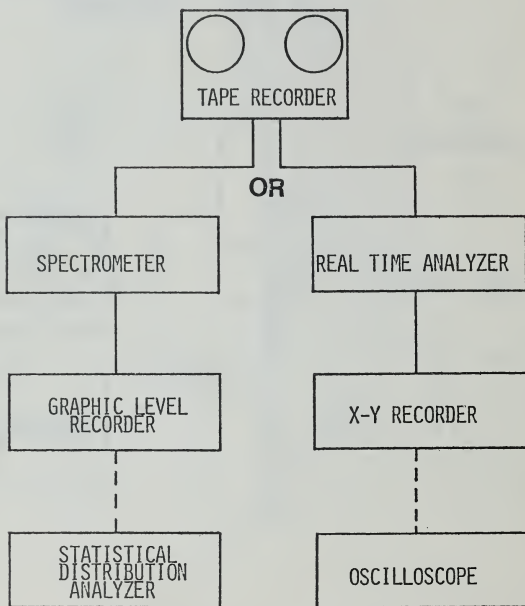 TAPE RECORDER
OR
SPECTROMETER
REAL TIME ANALYZER
GRAPHIC LEVEL
RECORDER
X-Y RECORDER
STATISTICAL
DISTRIBUTION
ANALYZER
OSCILLOSCOPE